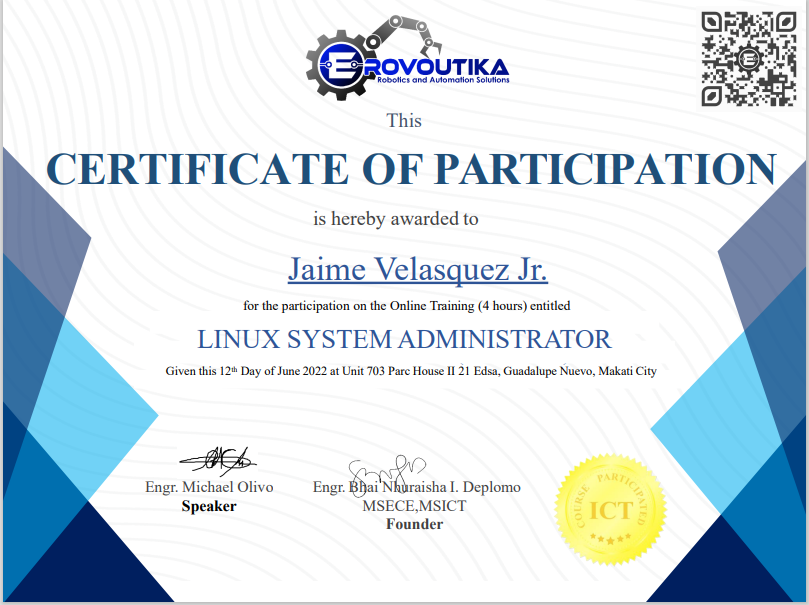 EROVOUTIKA
Robotics and Automation Solutions
This
CERTIFICATE OF PARTICIPATION
is hereby awarded to
Jaime Velasquez Jr.
for the participation on the Online Training (4 hours) entitled
LINUX SYSTEM ADMINISTRATOR
Given this 12th Day of June 2022 at Unit 703 Parc House II 21 Edsa, Guadalupe Nuevo, Makati City
Engr. Michael Olivo
Speaker
Engr. Bhai Nhuraisha I. Deplomo
MSECE,MSICT
Founder
COURSE PARTICIPATED
ICT